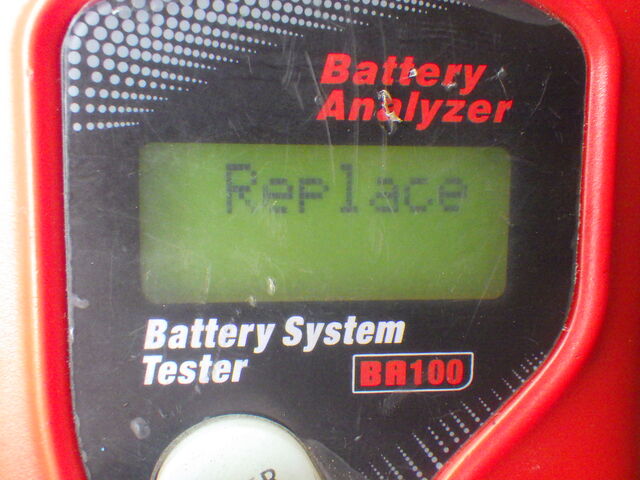 Battery
Analyzer
Replace
Battery System
Tester
BR100